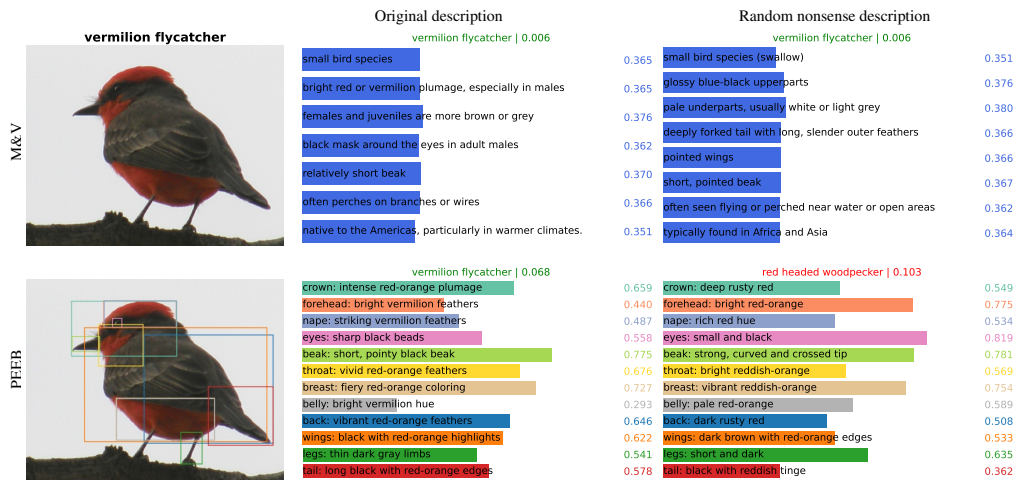 Original description
Random nonsense description
vermilion flycatcher
M&V
vermilion flycatcher | 0.006
small bird species 0.365
bright red or vermilion plumage, especially in males 0.365
females and juveniles are more brown or grey 0.376
black mask around the eyes in adult males 0.362
relatively short beak 0.370
often perches on branches or wires 0.366
native to the Americas, particularly in warmer climates. 0.351
vermilion flycatcher | 0.006
small bird species (swallow) 0.351
glossy blue-black upperparts 0.376
pale underparts, usually white or light grey 0.380
deeply forked tail with long, slender outer feathers 0.366
pointed wings 0.366
short, pointed beak 0.367
often seen flying or perched near water or open areas 0.362
typically found in Africa and Asia 0.364
PEEB
vermilion flycatcher | 0.068
crown: intense red-orange plumage 0.659
forehead: bright vermilion feathers 0.440
nape: striking vermilion feathers 0.487
eyes: sharp black beads 0.558
beak: short, pointy black beak 0.775
throat: vivid red-orange feathers 0.676
breast: fiery red-orange coloring 0.727
belly: bright vermilion hue 0.293
back: vibrant red-orange feathers 0.646
wings: black with red-orange highlights 0.622
legs: thin dark gray limbs 0.541
tail: long black with red-orange edges 0.578
red headed woodpecker | 0.103
crown: deep rusty red 0.549
forehead: bright red-orange 0.775
nape: rich red hue 0.534
eyes: small and black 0.819
beak: strong, curved and crossed tip 0.781
throat: bright reddish-orange 0.569
breast: vibrant reddish-orange 0.754
belly: pale red-orange 0.589
back: dark rusty red 0.508
wings: dark brown with red-orange edges 0.533
legs: short and dark 0.635
tail: black with reddish tinge 0.362